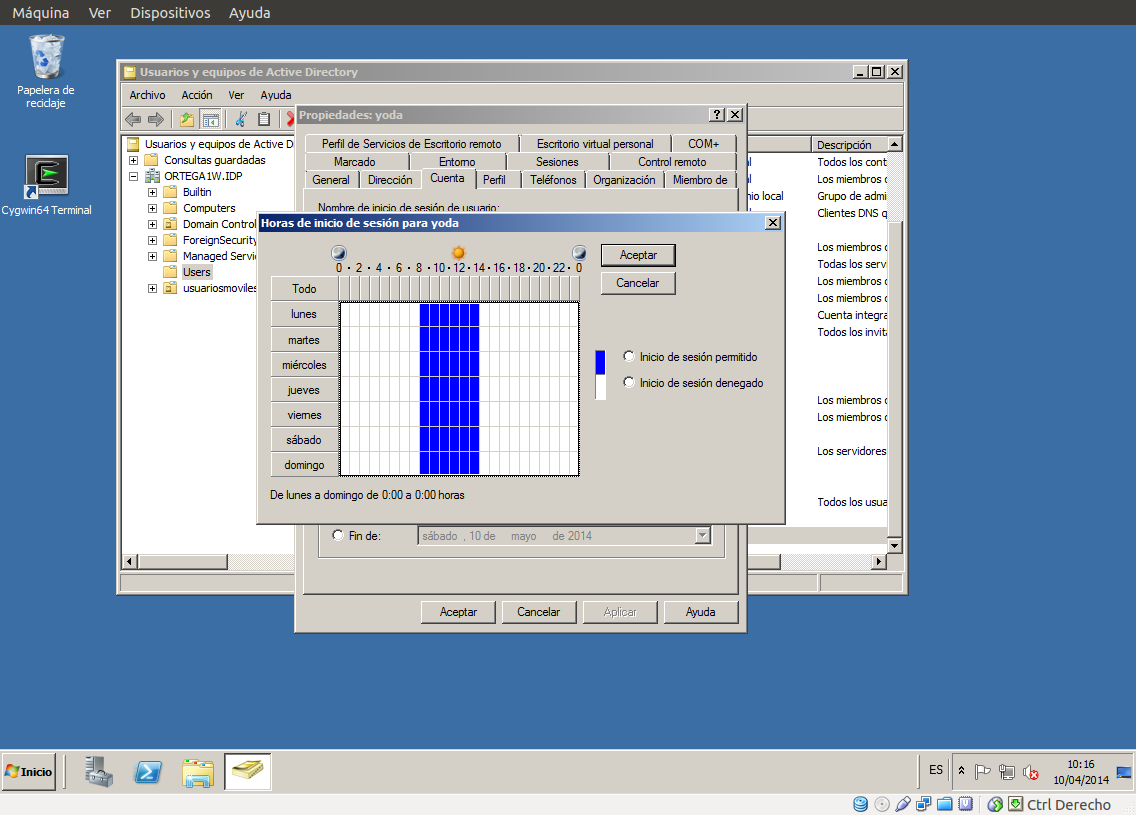 Máquina Ver Dispositivos Ayuda
Papelera de
reciclaje
Cygwin64 Terminal
Usuarios y equipos de Active Directory
Archivo Acción Ver Ayuda
Usuarios y equipos de Active D
Consultas guardadas
ORTEGA1W.IDP
Builtin
Computers
Domain Control
ForeignSecurity
Managed Servi
Users
usuariosmoviles
Descripción
Todos los cont
Los miembros d
Grupo de admi
Clientes DNS q
Los miembros d
Todas los serv
Los miembros d
Los miembros d
Cuenta integra
Todos los invita
Los miembros d
Los miembros d
Los servidores
Todos los usua
io local
Propiedades: yoda
Perfil de Servicios de Escritorio remoto Escritorio virtual personal COM+
Marcado Entorno Sesiones Control remoto
General Dirección Cuenta Perfil Teléfonos Organización Miembro de
Nombre de inicio de sesión de usuario:
Horas de inicio de sesión para yoda
0 · 2 · 4 · 6 · 8 · 10 · 12 · 14 · 16 · 18 · 20 · 22 · 0
Todo
lunes
martes
miércoles
jueves
viernes
sábado
domingo
De lunes a domingo de 0:00 a 0:00 horas
Aceptar
Cancelar
Inicio de sesión permitido
Inicio de sesión denegado
Fin de: sábado , 10 de mayo de 2014
Aceptar Cancelar Aplicar Ayuda
Inicio
ES
10:16
10/04/2014
Ctrl Derecho